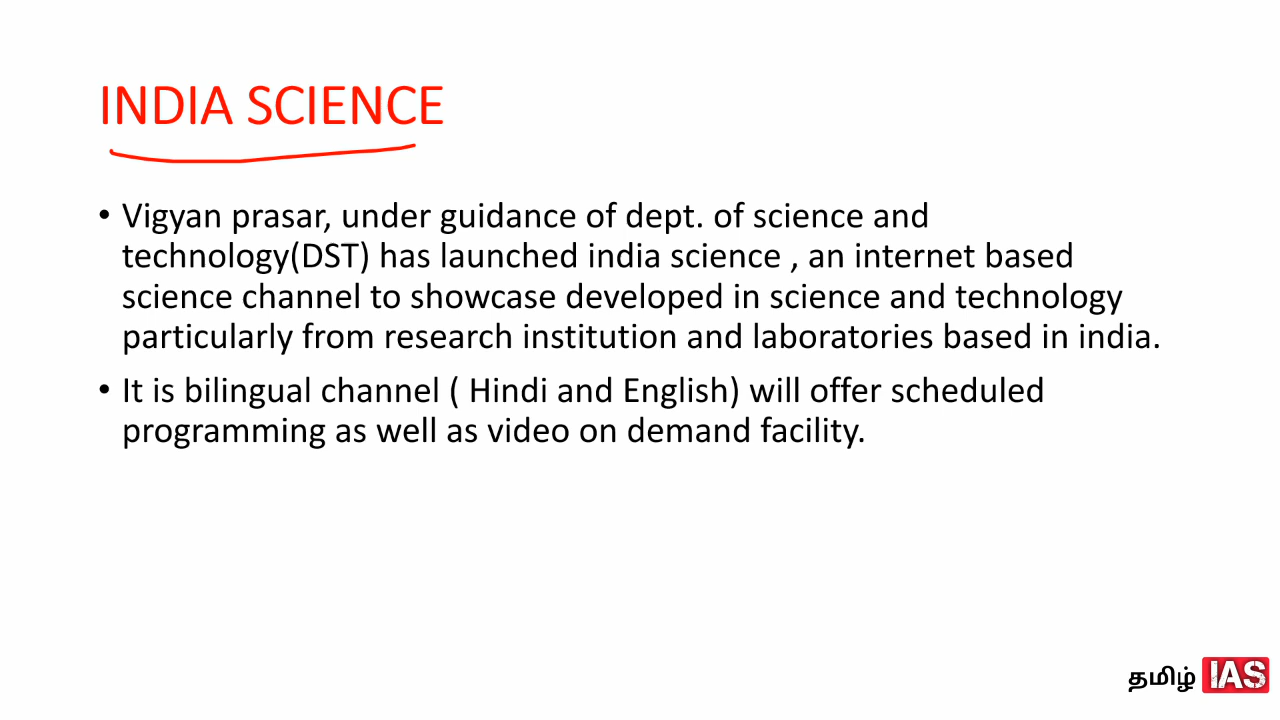 INDIA SCIENCE
• Vigyan prasar, under guidance of dept. of science and
technology(DST) has launched india science , an internet based
science channel to showcase developed in science and technology
particularly from research institution and laboratories based in india.
• It is bilingual channel ( Hindi and English) will offer scheduled
programming as well as video on demand facility.
தமிழ் IAS